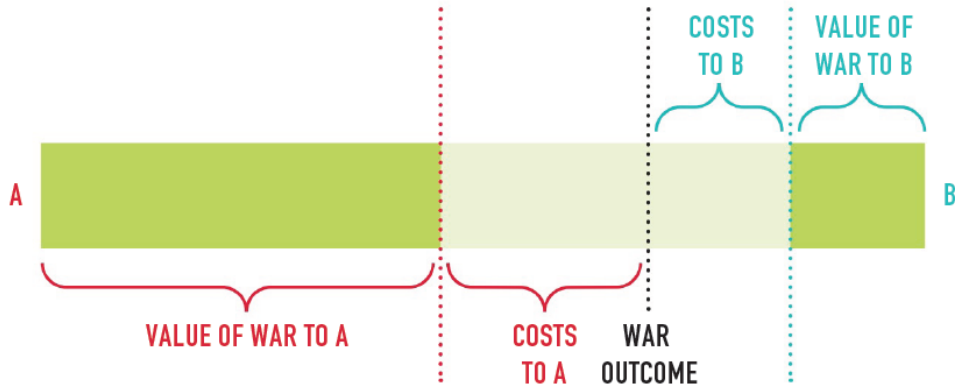 COSTS
TO B
VALUE OF
WAR TO B
A
B
VALUE OF WAR TO A
COSTS
TO A
WAR
OUTCOME